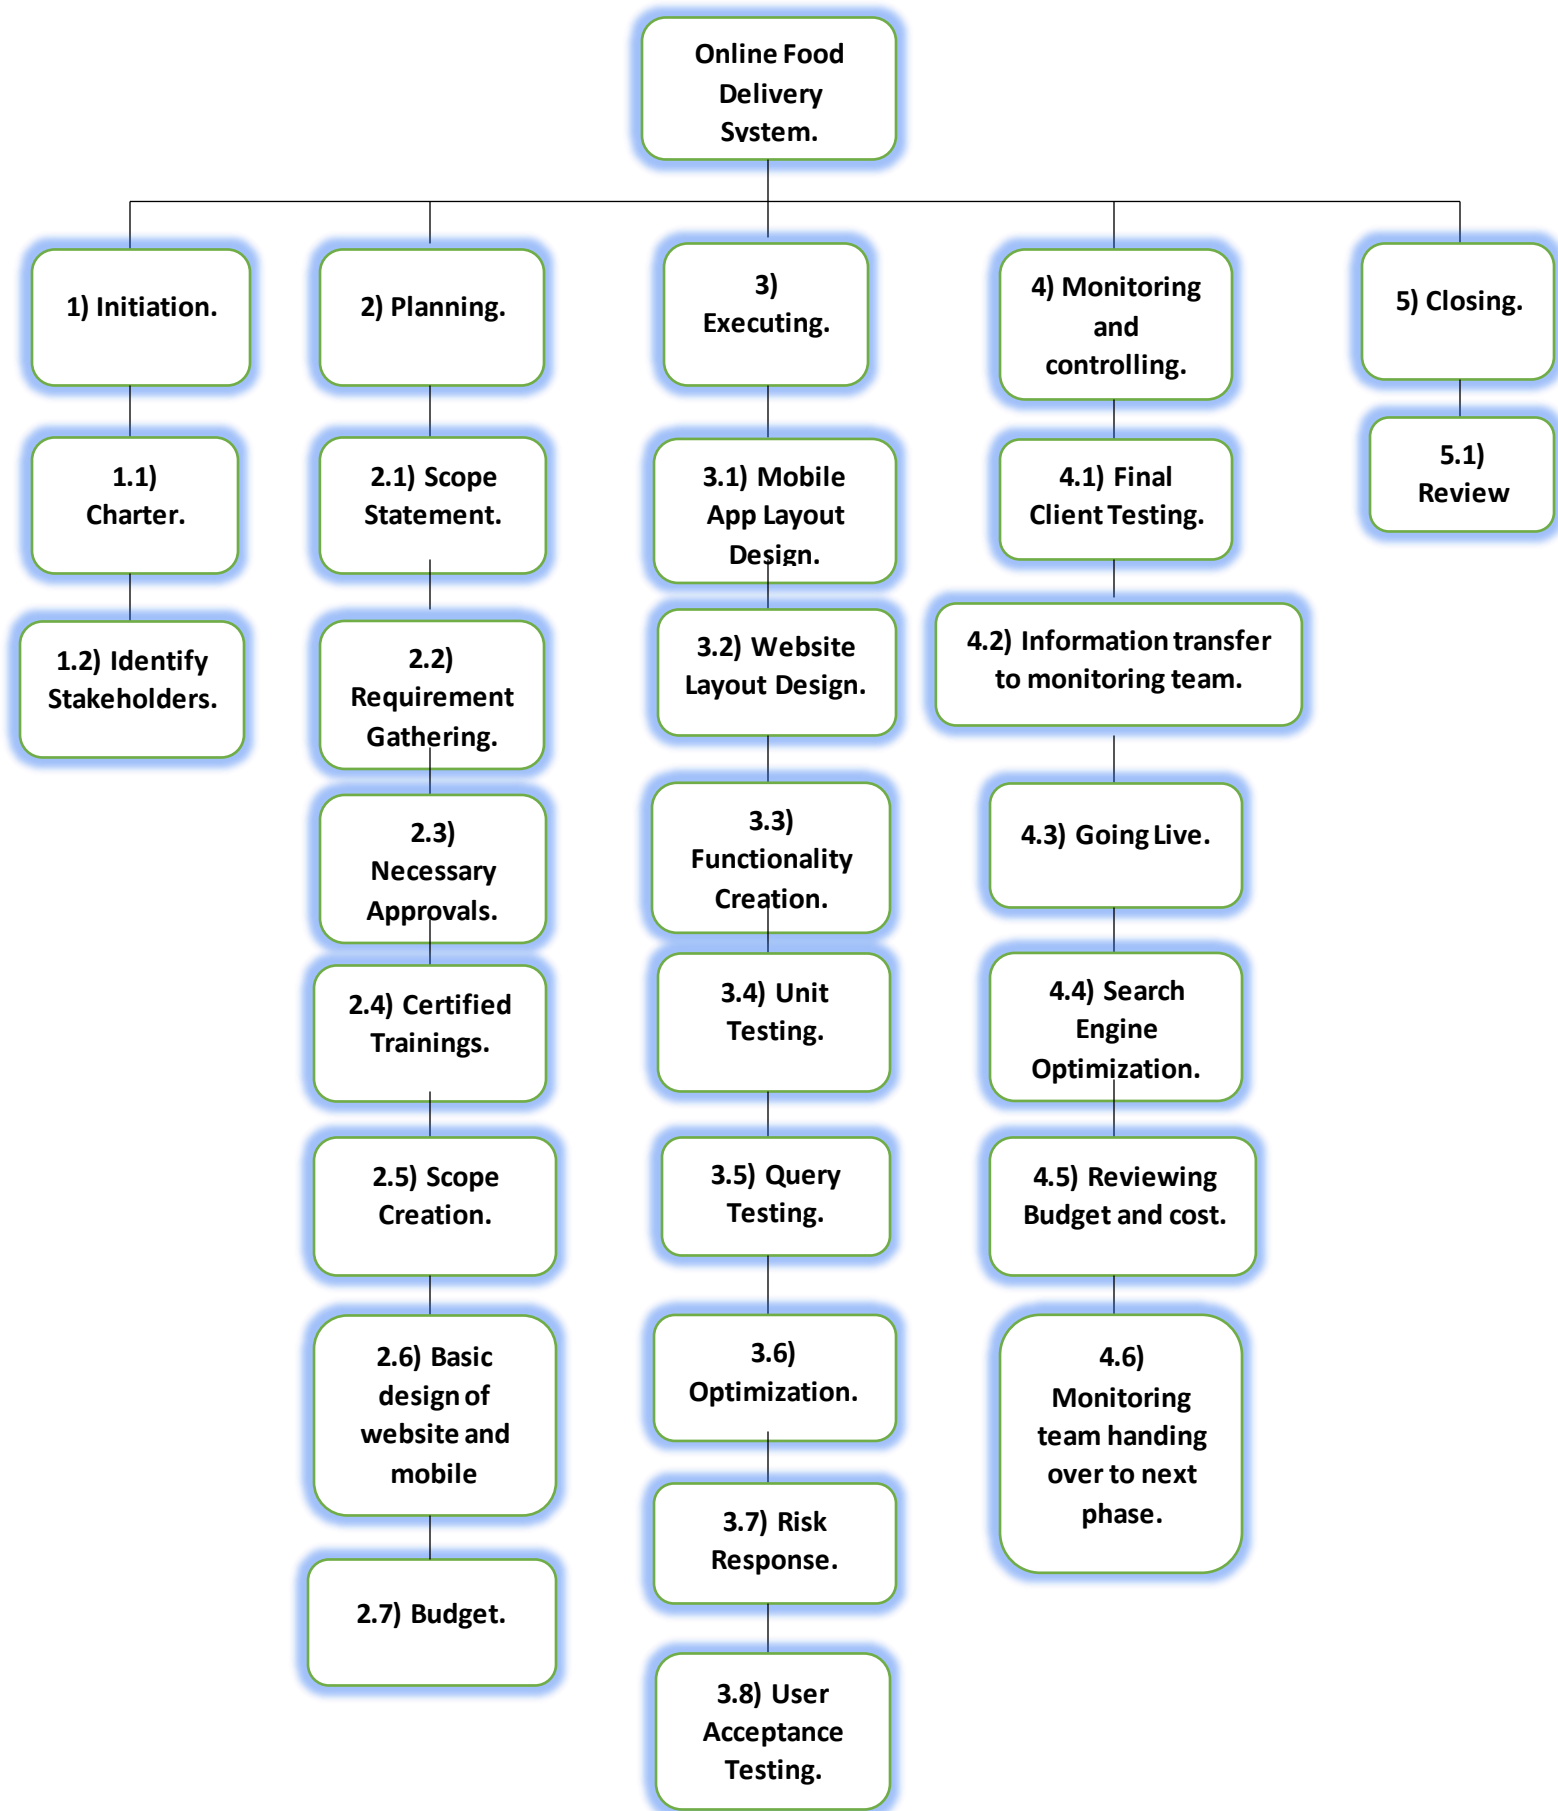 Online Food
Delivery
System.
1) Initiation.
2) Planning.
3)
Executing.
4) Monitoring
and
controlling.
5) Closing.
1.1)
Charter.
1.2) Identify
Stakeholders.
2.1) Scope
Statement.
2.2)
Requirement
Gathering.
2.3)
Necessary
Approvals.
2.4) Certified
Trainings.
2.5) Scope
Creation.
2.6) Basic
design of
website and
mobile
2.7) Budget.
3.1) Mobile
App Layout
Design.
3.2) Website
Layout Design.
3.3)
Functionality
Creation.
3.4) Unit
Testing.
3.5) Query
Testing.
3.6)
Optimization.
3.7) Risk
Response.
3.8) User
Acceptance
Testing.
4.1) Final
Client Testing.
4.2) Information transfer
to monitoring team.
4.3) Going Live.
4.4) Search
Engine
Optimization.
4.5) Reviewing
Budget and cost.
4.6)
Monitoring
team handing
over to next
phase.
5.1)
Review